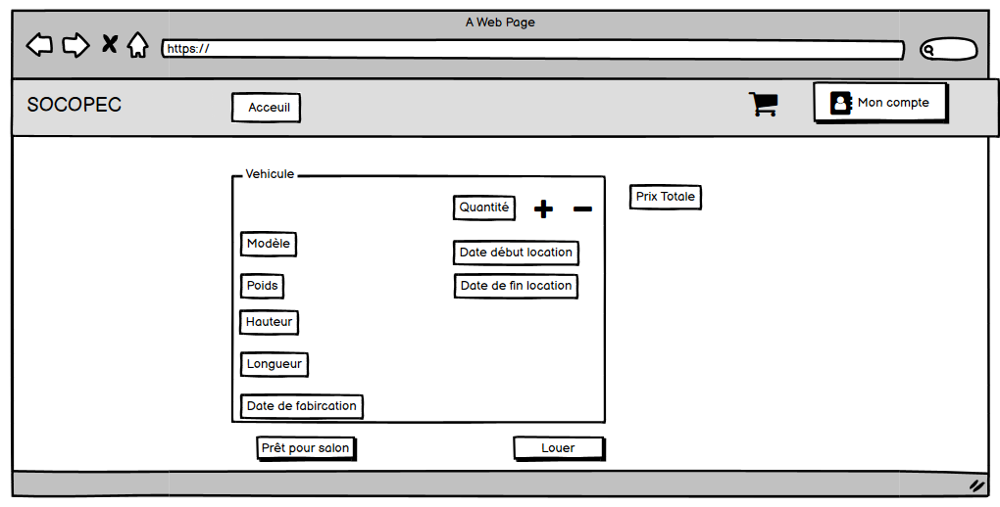 A Web Page
https://
SOCOPEC
Acceuil
Mon compte
Vehicule
Quantité
Prix Totale
Modèle
Date début location
Poids
Date de fin location
Hauteur
Longueur
Date de fabircation
Prêt pour salon
Louer